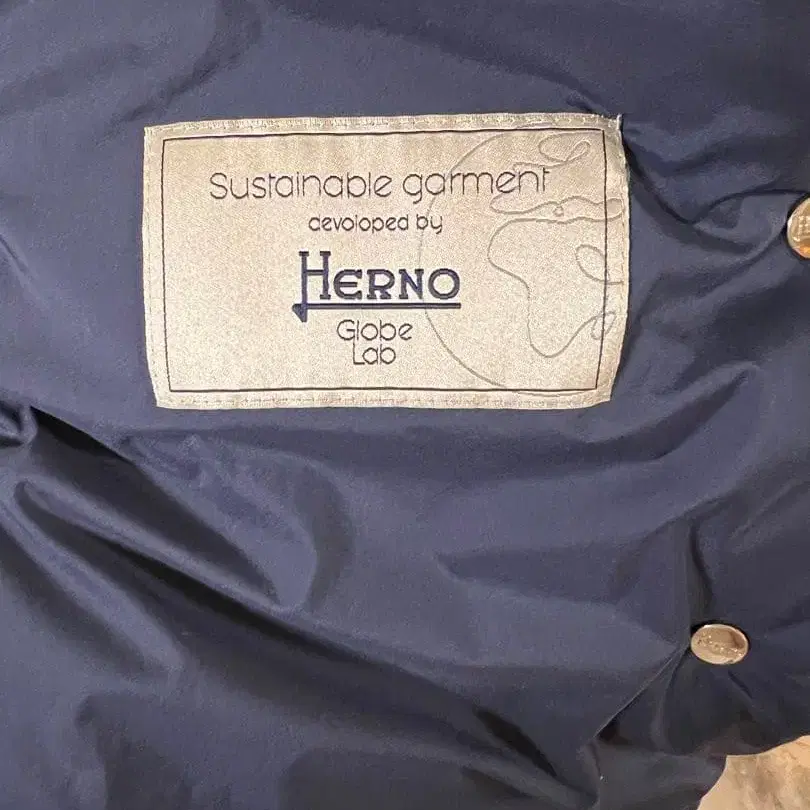 Sustainable garment
devoloped by
HERNO
Globe
Lab